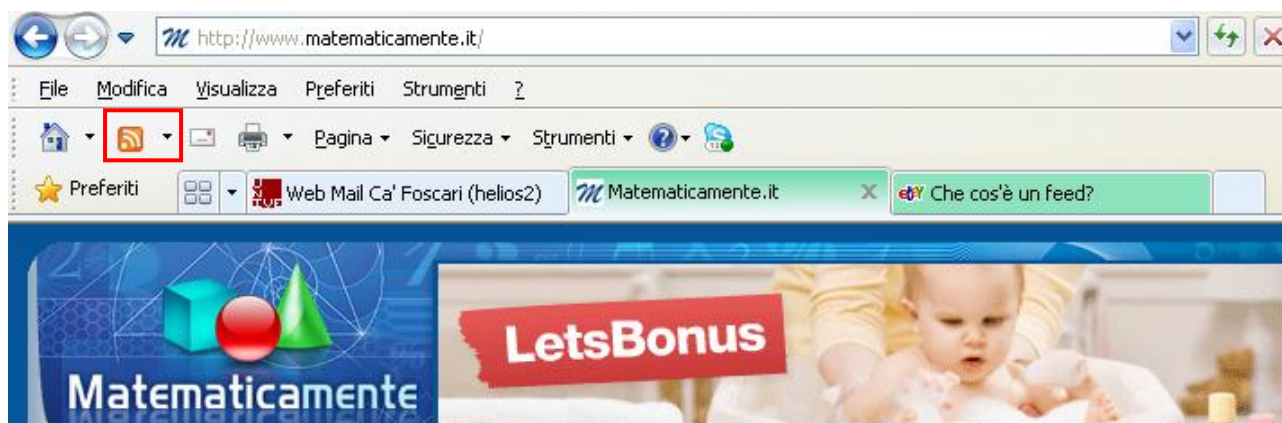 http://www.matematicamente.it/
File Modifica Visualizza Preferiti Strumenti ?
Pagina Sicurezza Strumenti
Preferiti Web Mail Ca' Foscari (helios2) Matematicamente.it Che cos'è un feed?
LetsBonus
Matematicamente